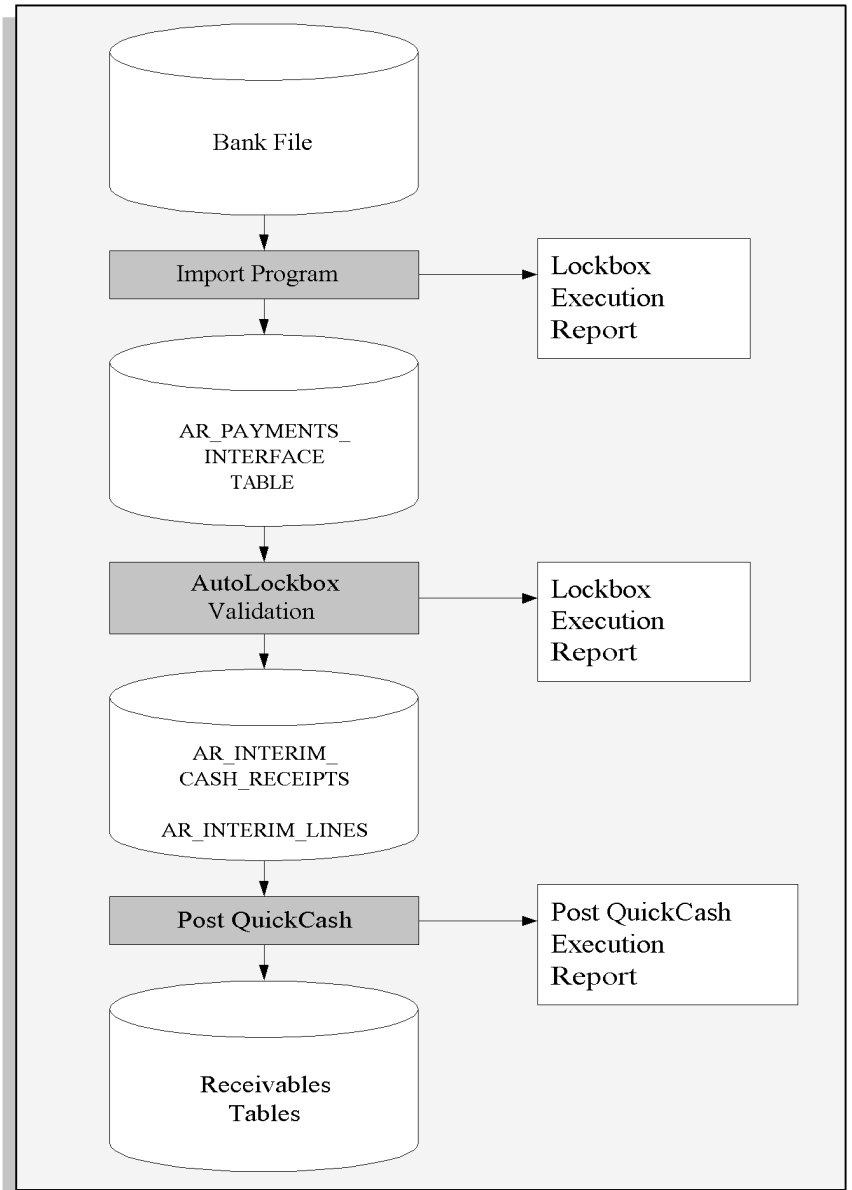 Bank File
Import Program
Lockbox
Execution
Report
AR_PAYMENTS_
INTERFACE
TABLE
AutoLockbox
Validation
Lockbox
Execution
Report
AR_INTERIM_
CASH_RECEIPTS
AR_INTERIM_LINES
Post QuickCash
Post QuickCash
Execution
Report
Receivables
Tables